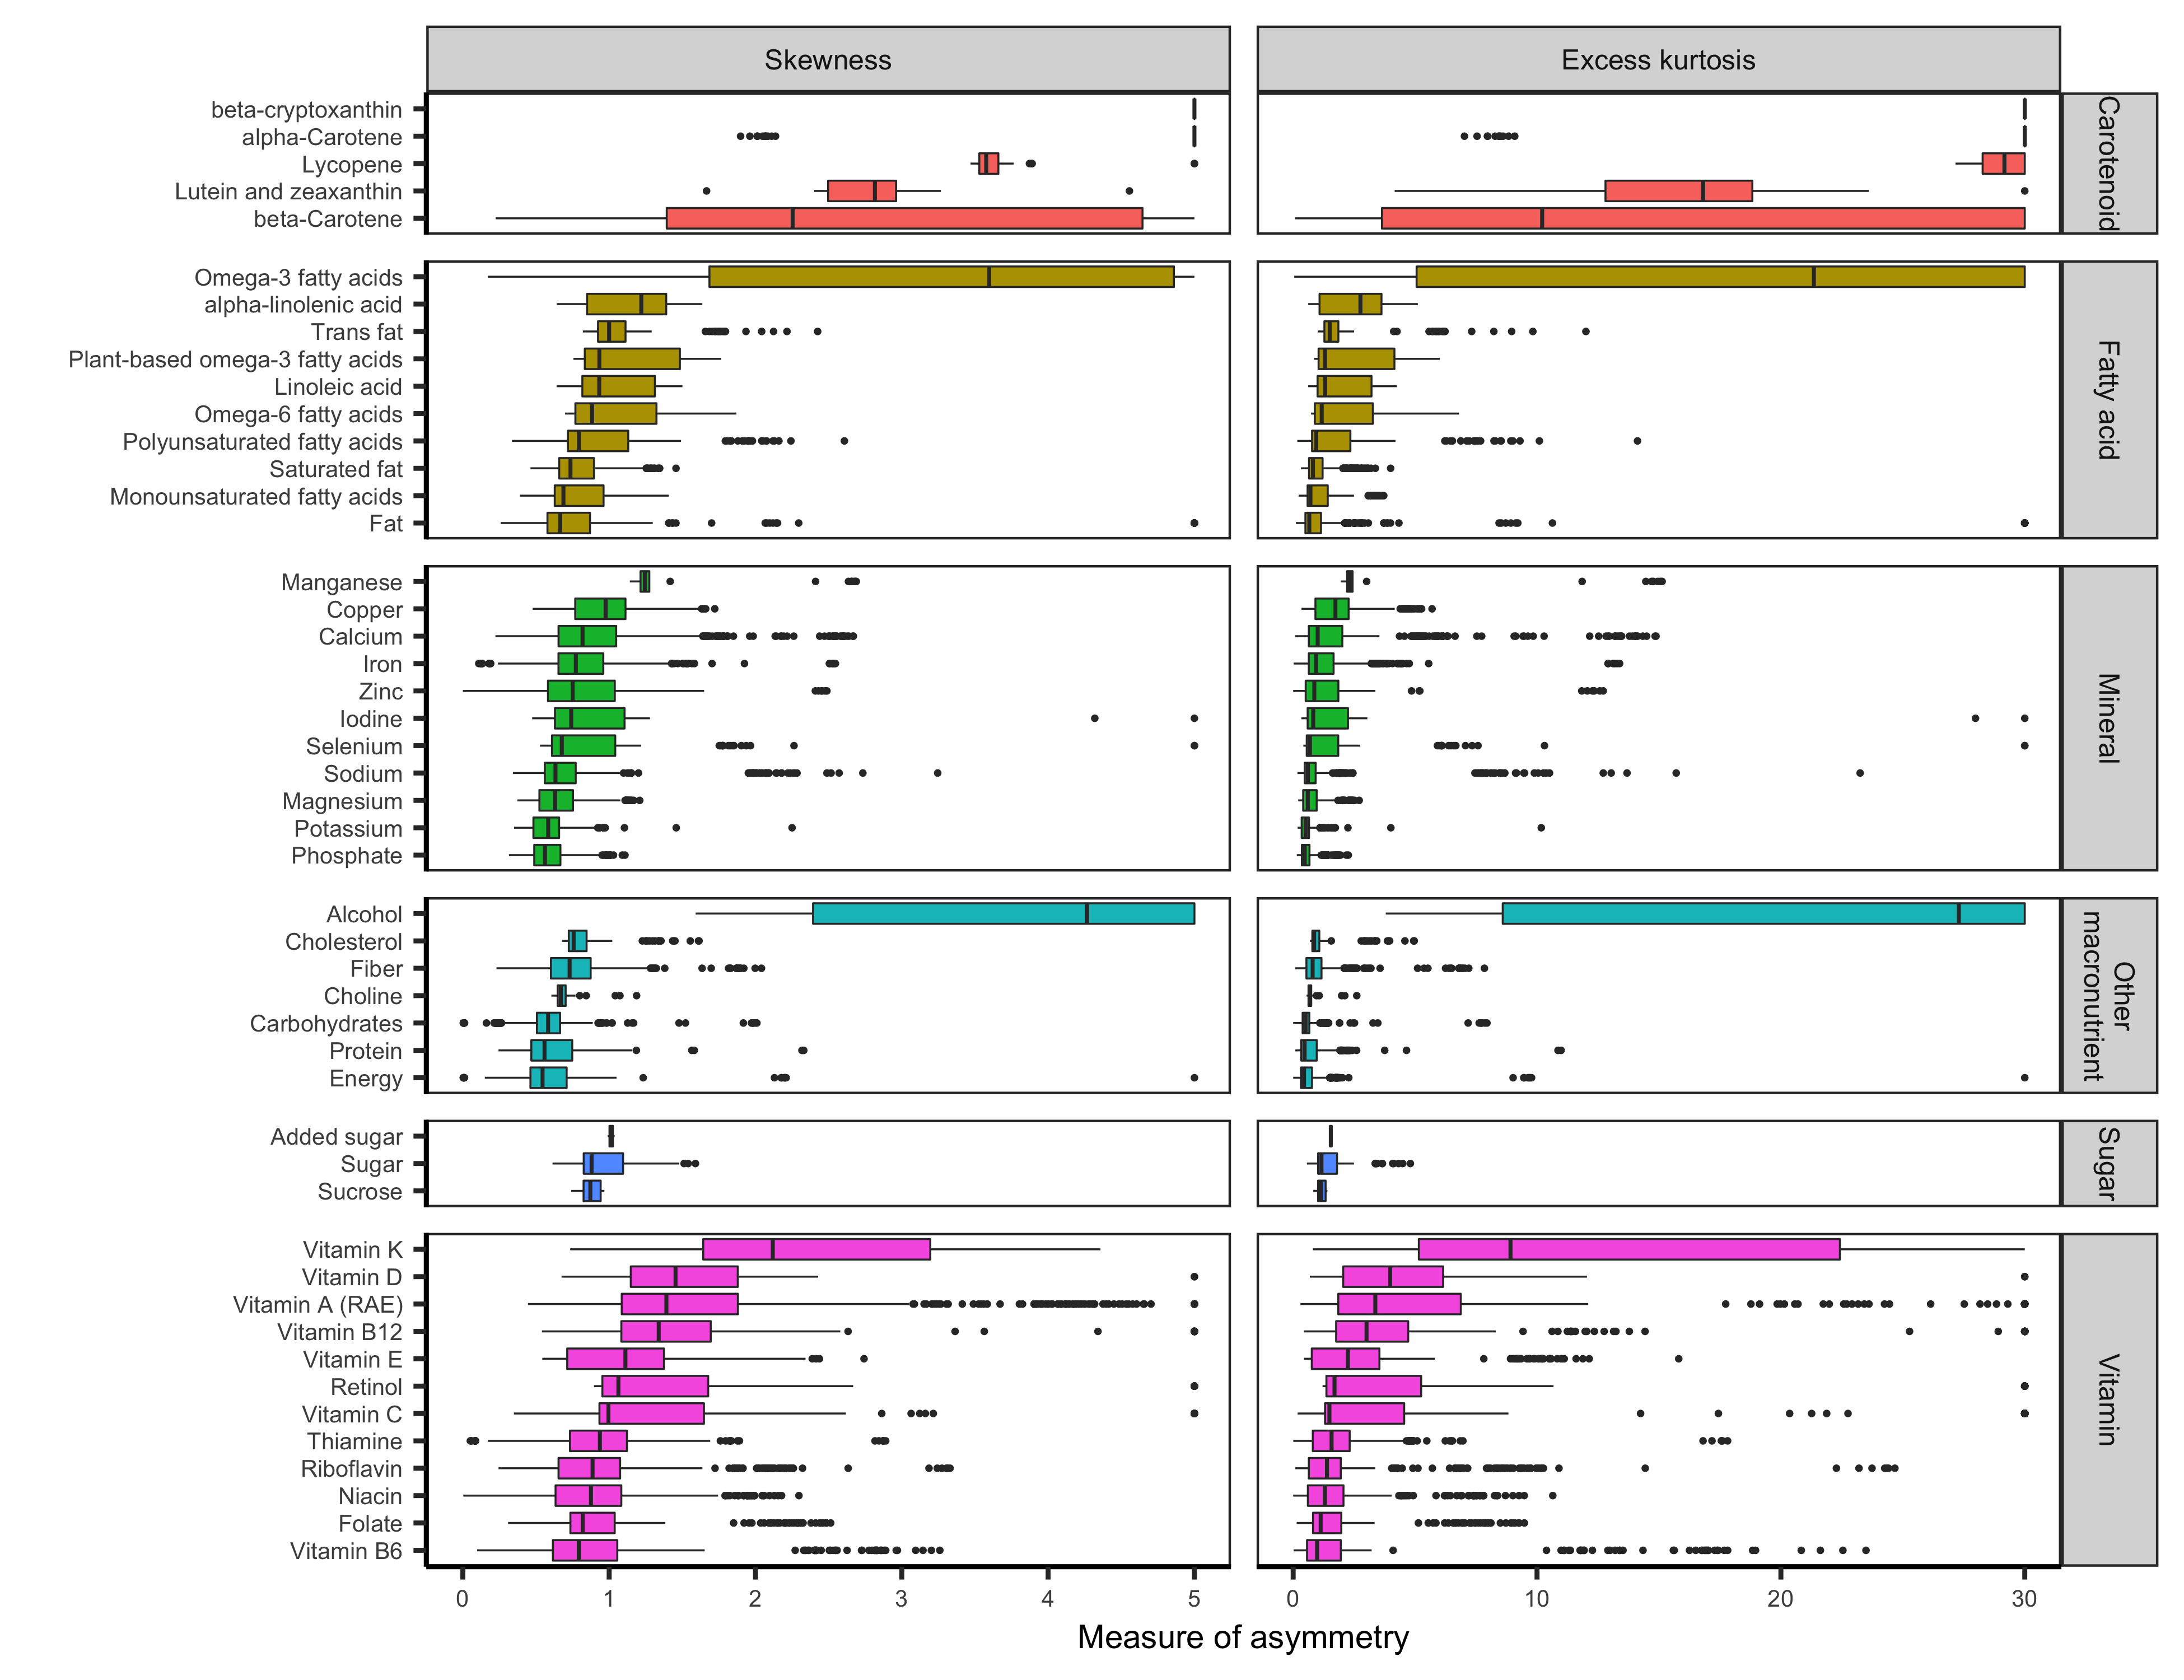 Skewness
Excess kurtosis
beta-cryptoxanthin
alpha-Carotene
Lycopene
Lutein and zeaxanthin
beta-Carotene
Carotenoid
Omega-3 fatty acids
alpha-linolenic acid
Trans fat
Plant-based omega-3 fatty acids
Linoleic acid
Omega-6 fatty acids
Polyunsaturated fatty acids
Saturated fat
Monounsaturated fatty acids
Fat
Fatty acid
Manganese
Copper
Calcium
Iron
Zinc
Iodine
Selenium
Sodium
Magnesium
Potassium
Phosphate
Mineral
Alcohol
Cholesterol
Fiber
Choline
Carbohydrates
Protein
Energy
Other
macronutrient
Added sugar
Sugar
Sucrose
Sugar
Vitamin K
Vitamin D
Vitamin A (RAE)
Vitamin B12
Vitamin E
Retinol
Vitamin C
Thiamine
Riboflavin
Niacin
Folate
Vitamin B6
Vitamin
0 1 2 3 4 5
0 10 20 30
Measure of asymmetry